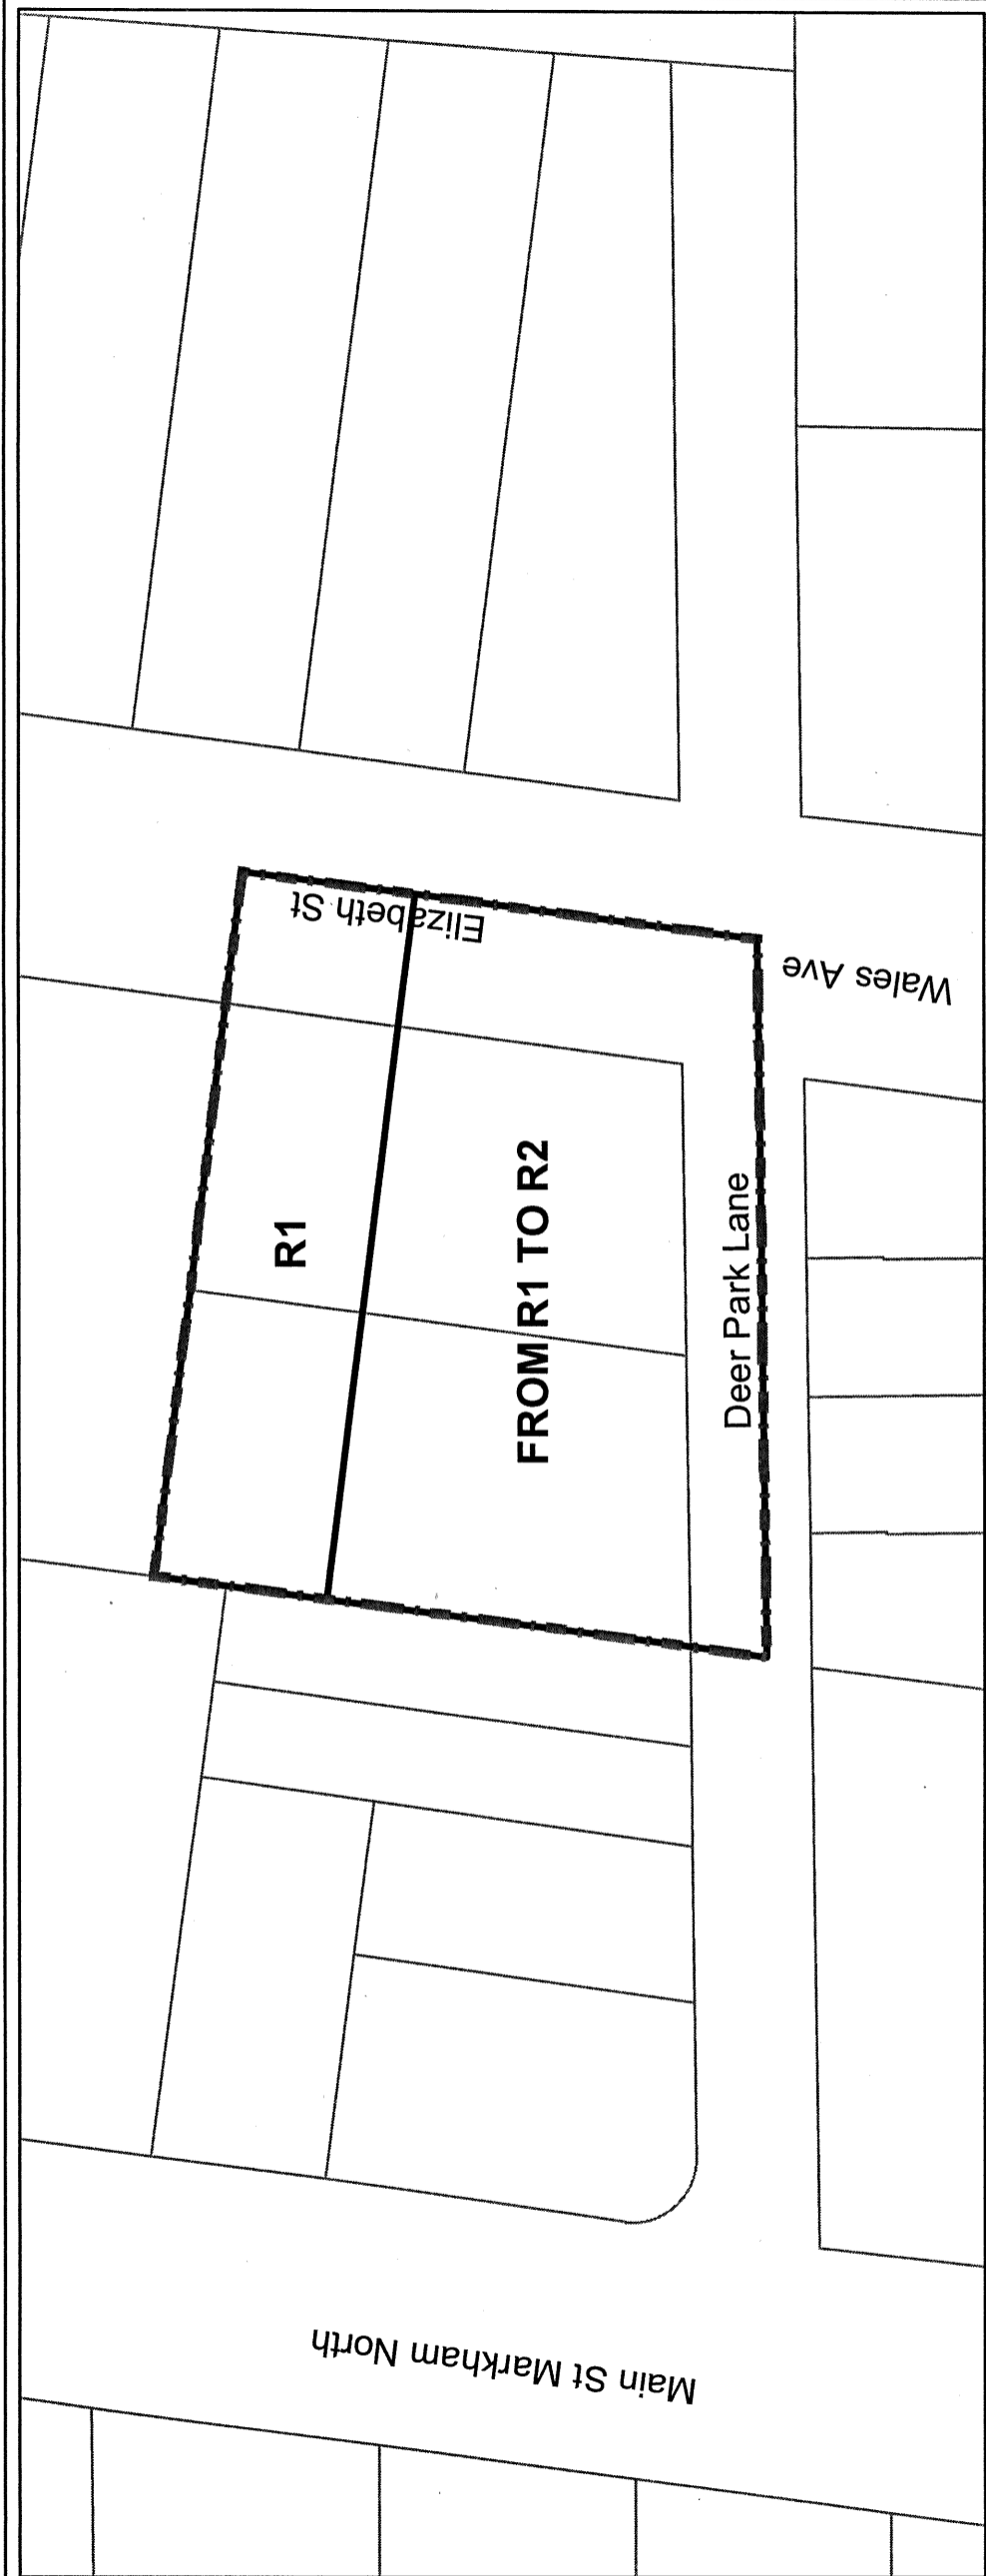 Elizabeth St
Wales Ave
R1
FROM R1 TO R2
Deer Park Lane
Main St Markham North